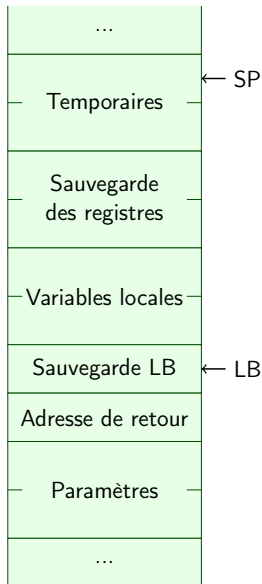 ...
SP
Temporaires
Sauvegarde
des registres
Variables locales
Sauvegarde LB
LB
Adresse de retour
Paramètres
...